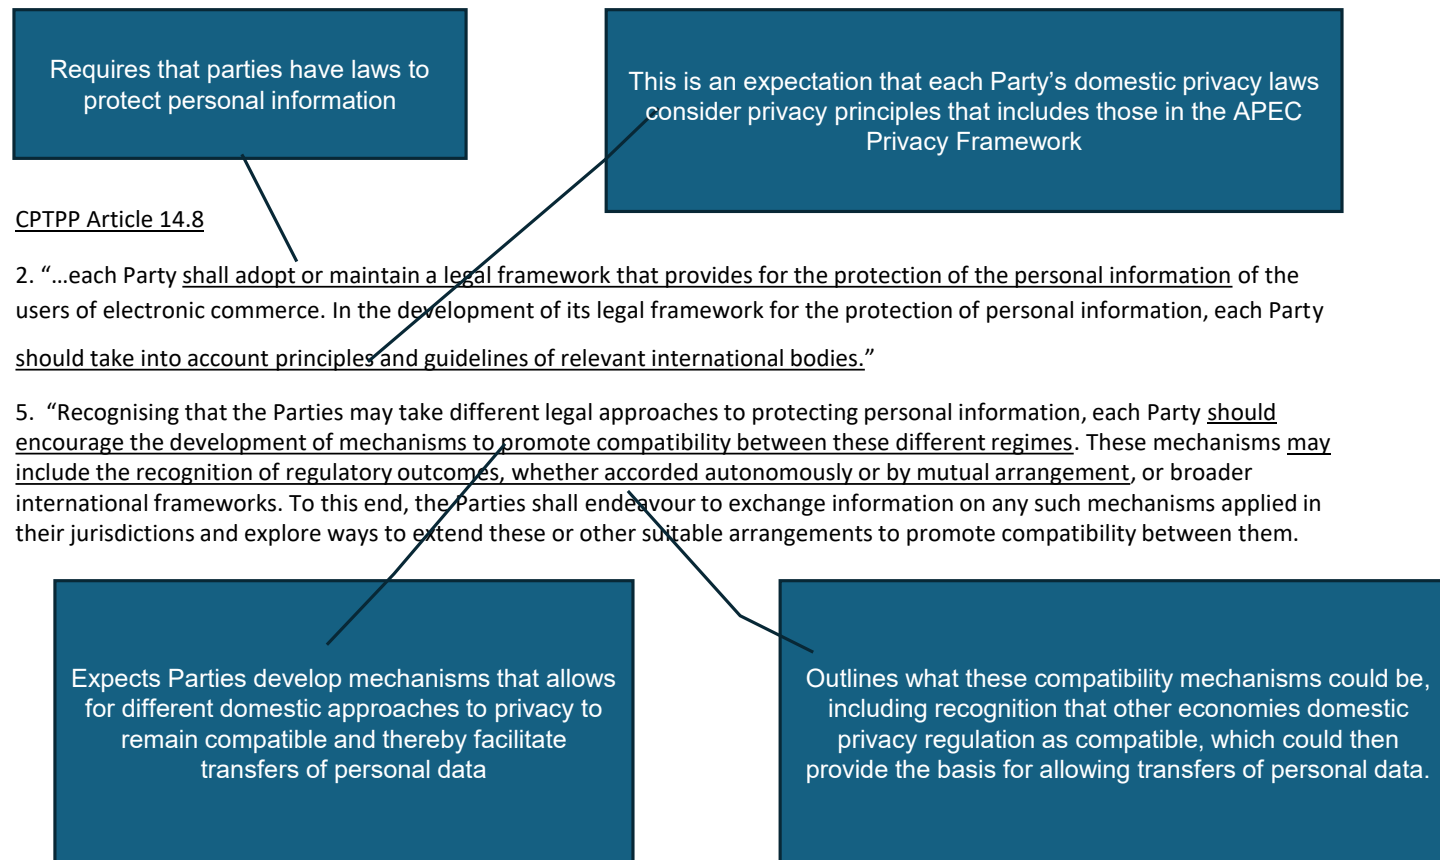 Requires that parties have laws to
protect personal information
This is an expectation that each Party’s domestic privacy laws
consider privacy principles that includes those in the APEC
Privacy Framework
CPTPP Article 14.8
2. “…each Party shall adopt or maintain a legal framework that provides for the protection of the personal information of the
users of electronic commerce. In the development of its legal framework for the protection of personal information, each Party
should take into account principles and guidelines of relevant international bodies.”
5. “Recognising that the Parties may take different legal approaches to protecting personal information, each Party should
encourage the development of mechanisms to promote compatibility between these different regimes. These mechanisms may
include the recognition of regulatory outcomes, whether accorded autonomously or by mutual arrangement, or broader
international frameworks. To this end, the Parties shall endeavour to exchange information on any such mechanisms applied in
their jurisdictions and explore ways to extend these or other suitable arrangements to promote compatibility between them.
Expects Parties develop mechanisms that allows
for different domestic approaches to privacy to
remain compatible and thereby facilitate
transfers of personal data
Outlines what these compatibility mechanisms could be,
including recognition that other economies domestic
privacy regulation as compatible, which could then
provide the basis for allowing transfers of personal data.